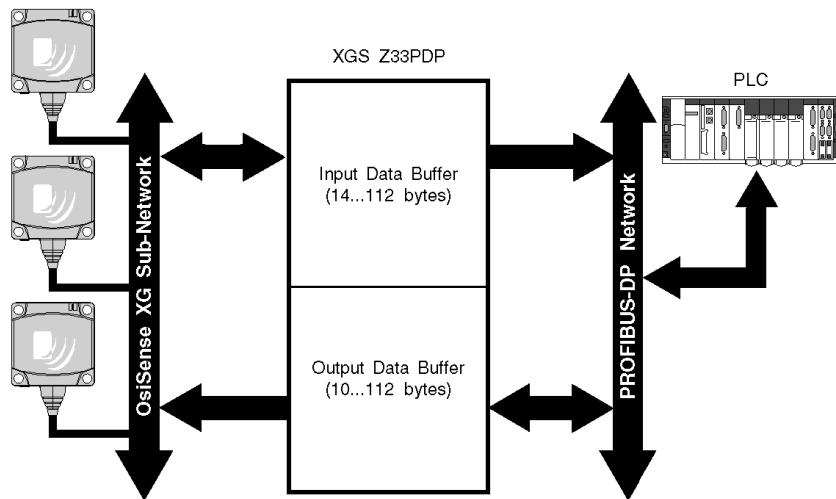 XGS Z33PDP
PLC
OsiSense XG Sub-Network
Input Data Buffer
(14...112 bytes)
PROFIBUS-DP Network
Output Data Buffer
(10...112 bytes)